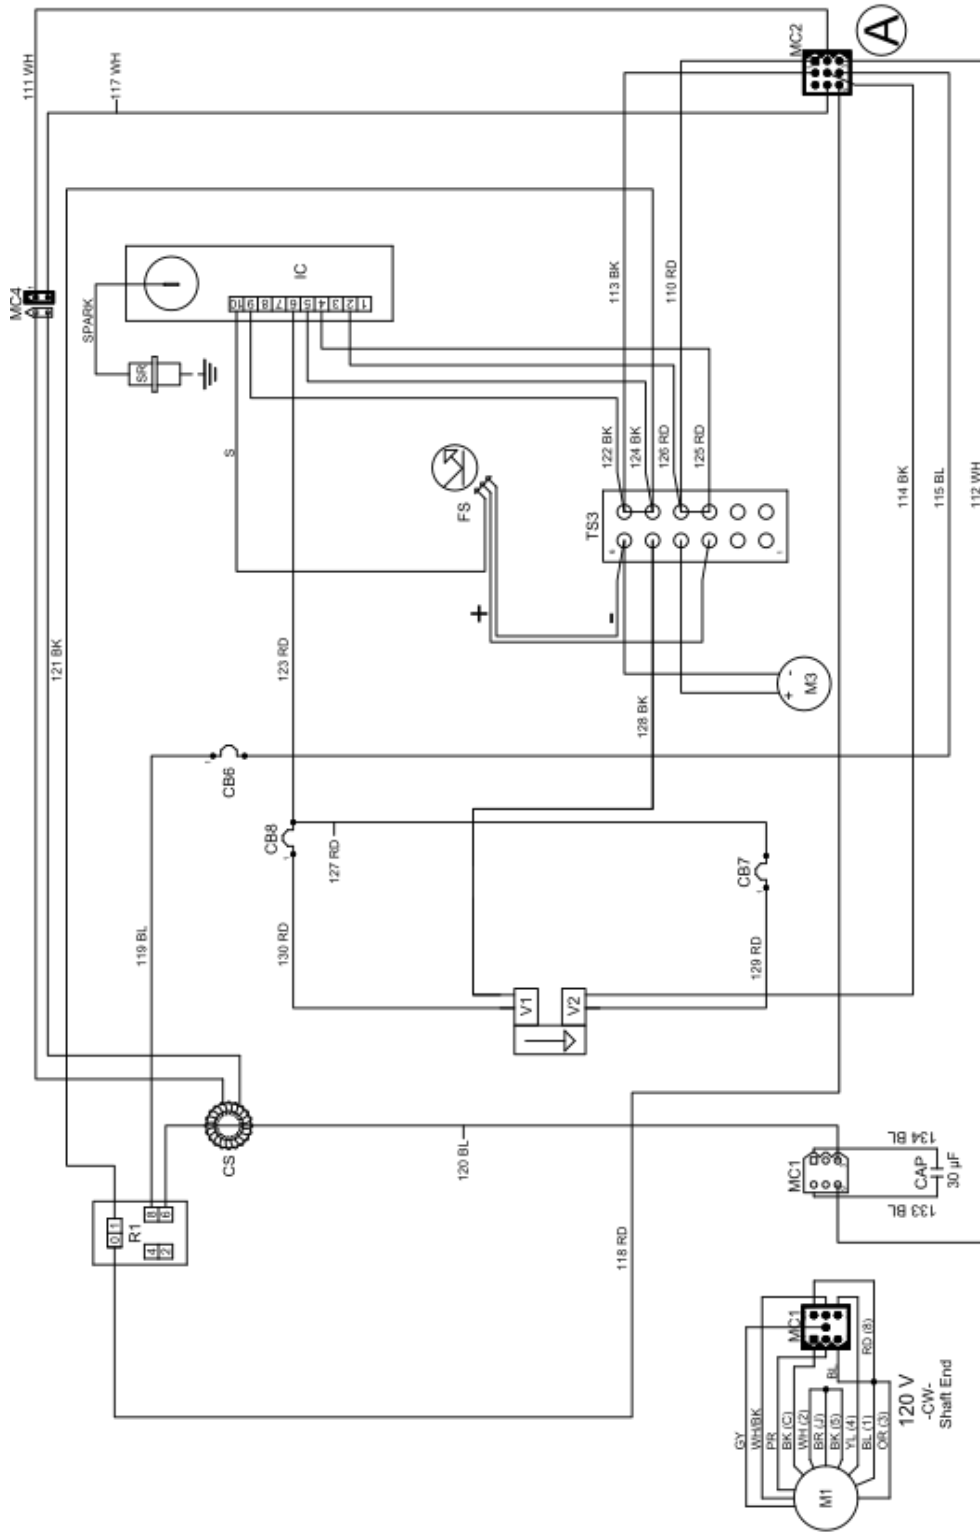 A
MC2
111 WH
117 WH
MC4
SPARK
SR
IC
10
9
8
7
6
5
4
3
2
1
113 BK
110 RD
S
FS
122 BK
124 BK
126 RD
125 RD
TS3
114 BK
115 BL
112 WH
121 BK
123 RD
+
-
128 BK
+ -
M3
CB6
CB8
127 RD
CB7
119 BL
130 RD
129 RD
V1
V2
CS
120 BL
MC1
134 BL
CAP
30 µF
133 BL
R1
0 1
8
6
4
2
118 RD
MC1
GY
WH/BK
PR
BK (C)
WH (2)
BR (J)
BK (5)
YL (4)
BL (1)
OR (3)
BL
RD (8)
M1
120 V
-CW-
Shaft End